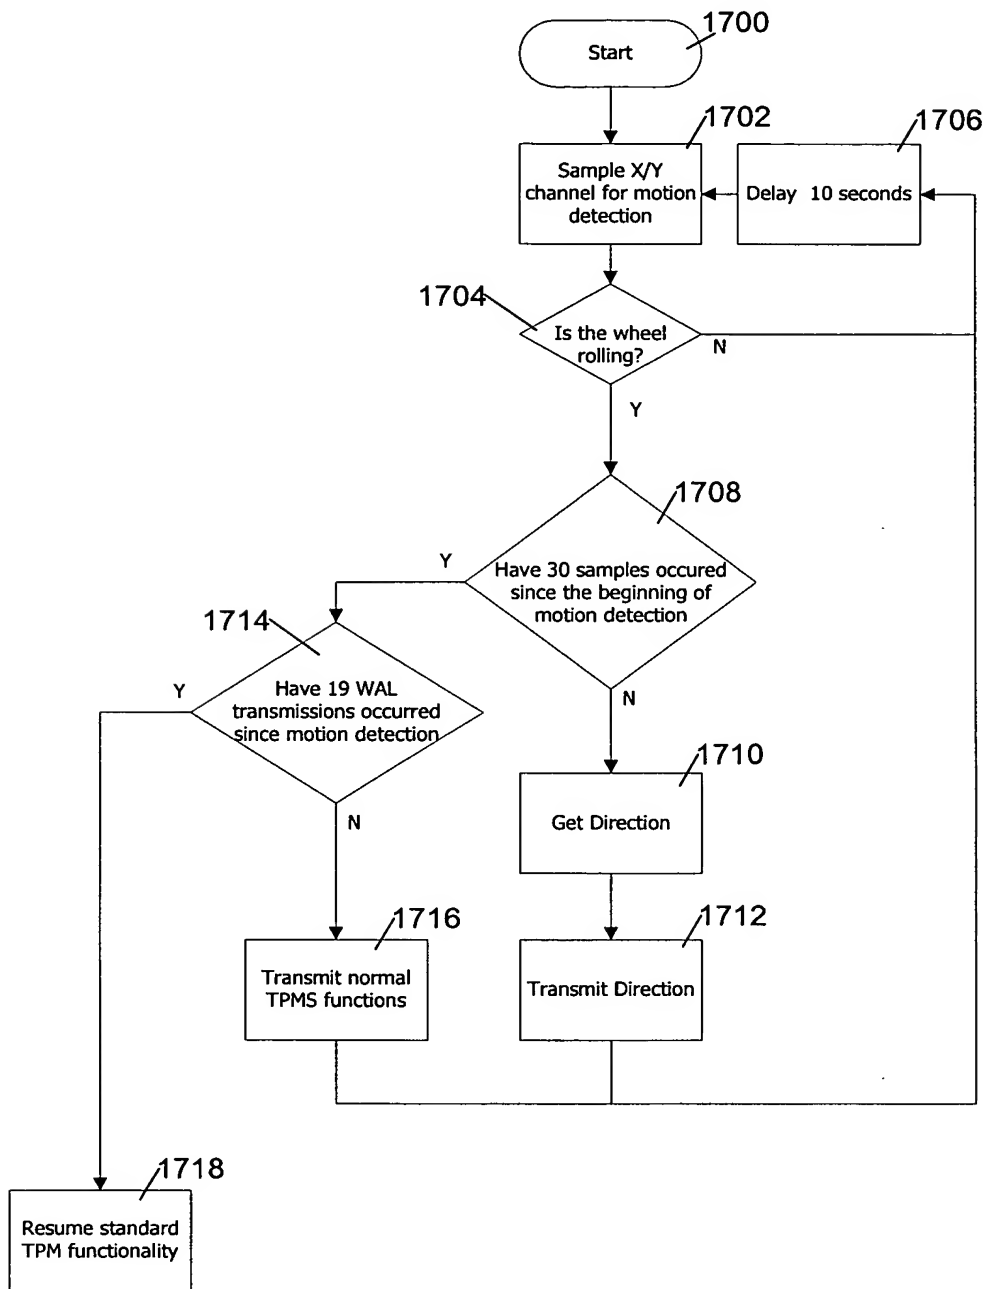 1700
Start
1702
1706
Sample X/Y
channel for motion
detection
Delay 10 seconds
1704
Is the wheel
rolling?
N
Y
1708
Y
Have 30 samples occured
since the beginning of
motion detection
1714
Y
N
Have 19 WAL
transmissions occurred
since motion detection
1710
N
Get Direction
1716
1712
Transmit normal
TPMS functions
Transmit Direction
1718
Resume standard
TPM functionality